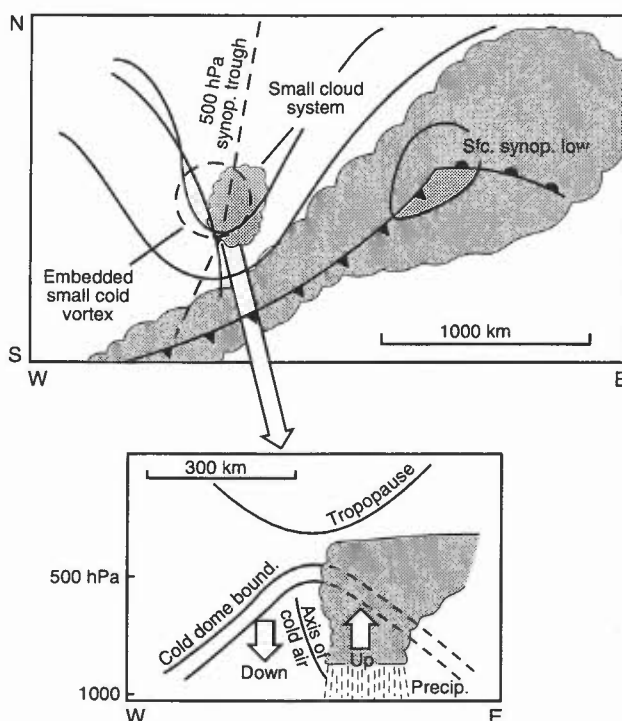 N
500 hPa
synop. trough
Small cloud
system
Sfc. synop. low
Embedded
small cold
vortex
1000 km
S
W
E
300 km
Tropopause
500 hPa
Cold dome bound.
Axis of
cold air
Down
Up
1000
Precip.
W
E